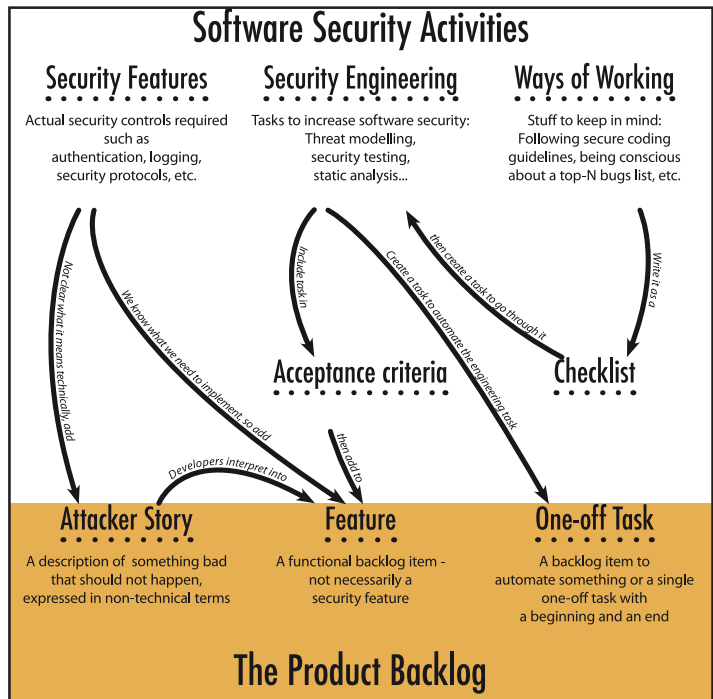 Software Security Activities
Security Features
Actual security controls required
such as
authentication, logging,
security protocols, etc.
Security Engineering
Tasks to increase software security:
Threat modelling,
security testing,
static analysis...
Ways of Working
Stuff to keep in mind:
Following secure coding
guidelines, being conscious
about a top-N bugs list, etc.
Not clear what it means technically, add
We know what we need to implement, so add
Include task in
Create a task to automate the engineering task
then create a task to go through it
Write it as a
Acceptance criteria
Checklist
then add to
Developers interpret into
Attacker Story
A description of something bad
that should not happen,
expressed in non-technical terms
Feature
A functional backlog item -
not necessarily a
security feature
One-off Task
A backlog item to
automate something or a single
one-off task with
a beginning and an end
The Product Backlog